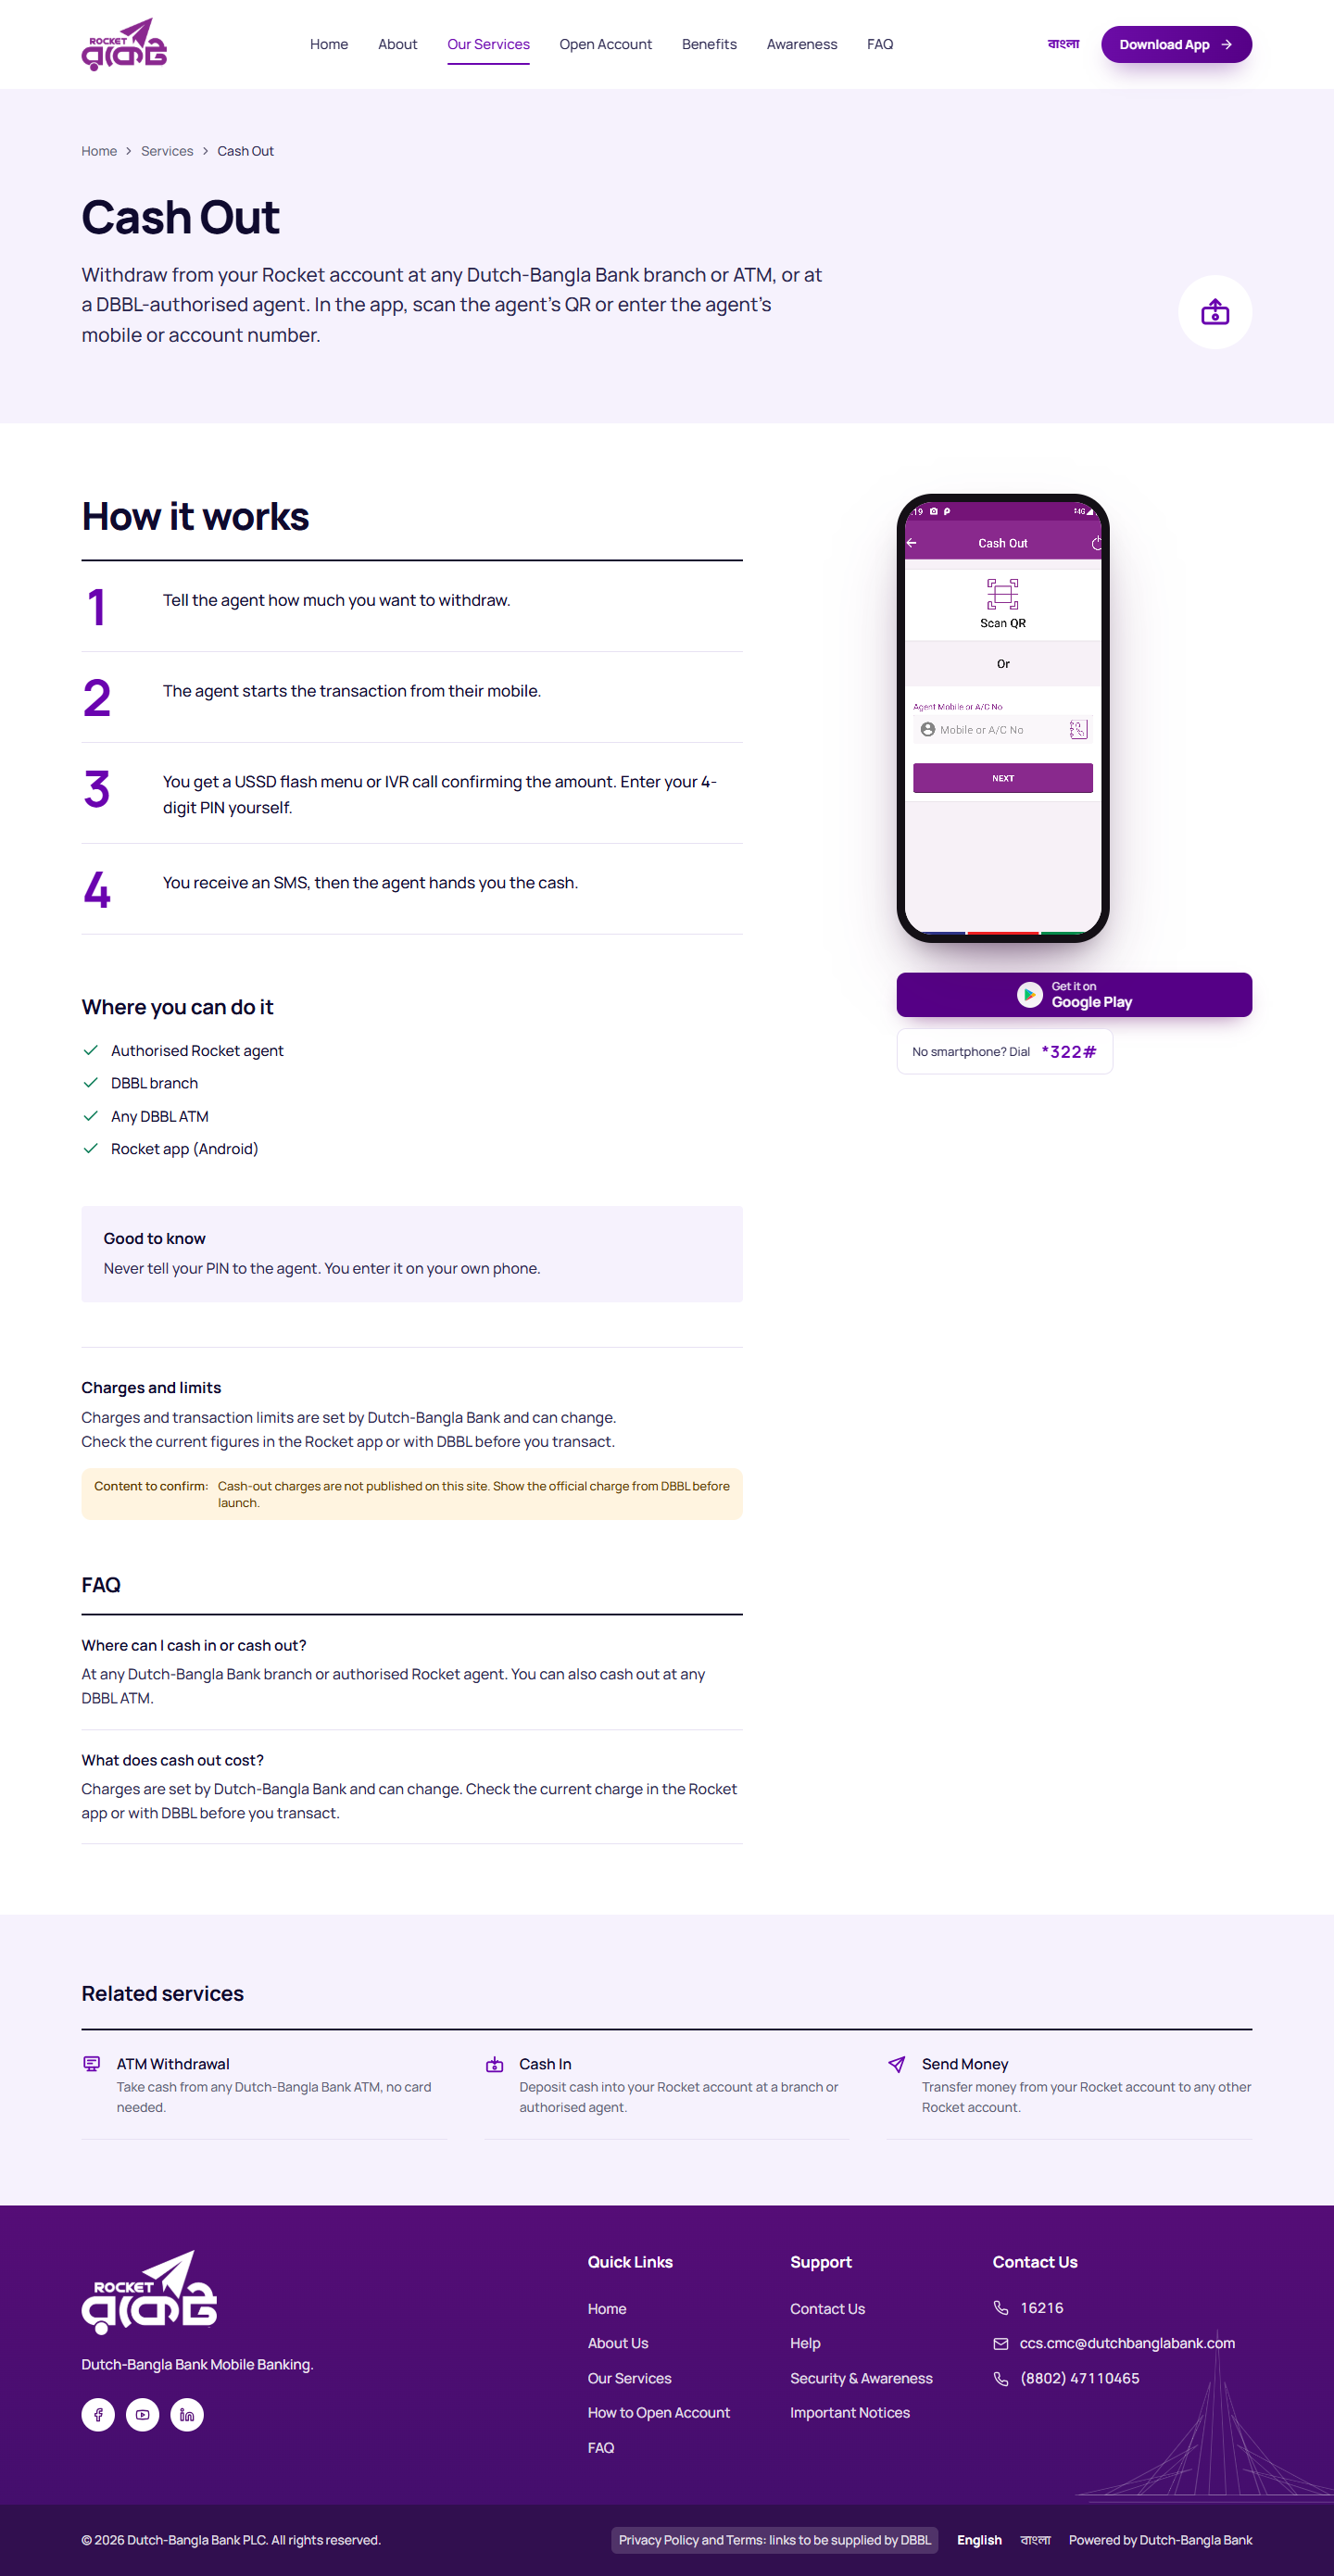 ROCKET
রকেট
Home
About
Our Services
Open Account
Benefits
Awareness
FAQ
বাংলা
Download App
Home > Services > Cash Out
Cash Out
Withdraw from your Rocket account at any Dutch-Bangla Bank branch or ATM, or at
a DBBL-authorised agent. In the app, scan the agent's QR or enter the agent's
mobile or account number.
How it works
1
Tell the agent how much you want to withdraw.
2
The agent starts the transaction from their mobile.
3
You get a USSD flash menu or IVR call confirming the amount. Enter your 4-
digit PIN yourself.
4
You receive an SMS, then the agent hands you the cash.
:19
4G
Cash Out
Scan QR
Or
Agent Mobile or A/C No
Mobile or A/C No
NEXT
Get it on
Google Play
No smartphone? Dial *322#
Where you can do it
Authorised Rocket agent
DBBL branch
Any DBBL ATM
Rocket app (Android)
Good to know
Never tell your PIN to the agent. You enter it on your own phone.
Charges and limits
Charges and transaction limits are set by Dutch-Bangla Bank and can change.
Check the current figures in the Rocket app or with DBBL before you transact.
Content to confirm: Cash-out charges are not published on this site. Show the official charge from DBBL before
launch.
FAQ
Where can I cash in or cash out?
At any Dutch-Bangla Bank branch or authorised Rocket agent. You can also cash out at any
DBBL ATM.
What does cash out cost?
Charges are set by Dutch-Bangla Bank and can change. Check the current charge in the Rocket
app or with DBBL before you transact.
Related services
ATM Withdrawal
Take cash from any Dutch-Bangla Bank ATM, no card
needed.
Cash In
Deposit cash into your Rocket account at a branch or
authorised agent.
Send Money
Transfer money from your Rocket account to any other
Rocket account.
ROCKET
রকেট
Dutch-Bangla Bank Mobile Banking.
Quick Links
Home
About Us
Our Services
How to Open Account
FAQ
Support
Contact Us
Help
Security & Awareness
Important Notices
Contact Us
16216
ccs.cmc@dutchbanglabank.com
(8802) 47110465
© 2026 Dutch-Bangla Bank PLC. All rights reserved.
Privacy Policy and Terms: links to be supplied by DBBL
English
বাংলা
Powered by Dutch-Bangla Bank